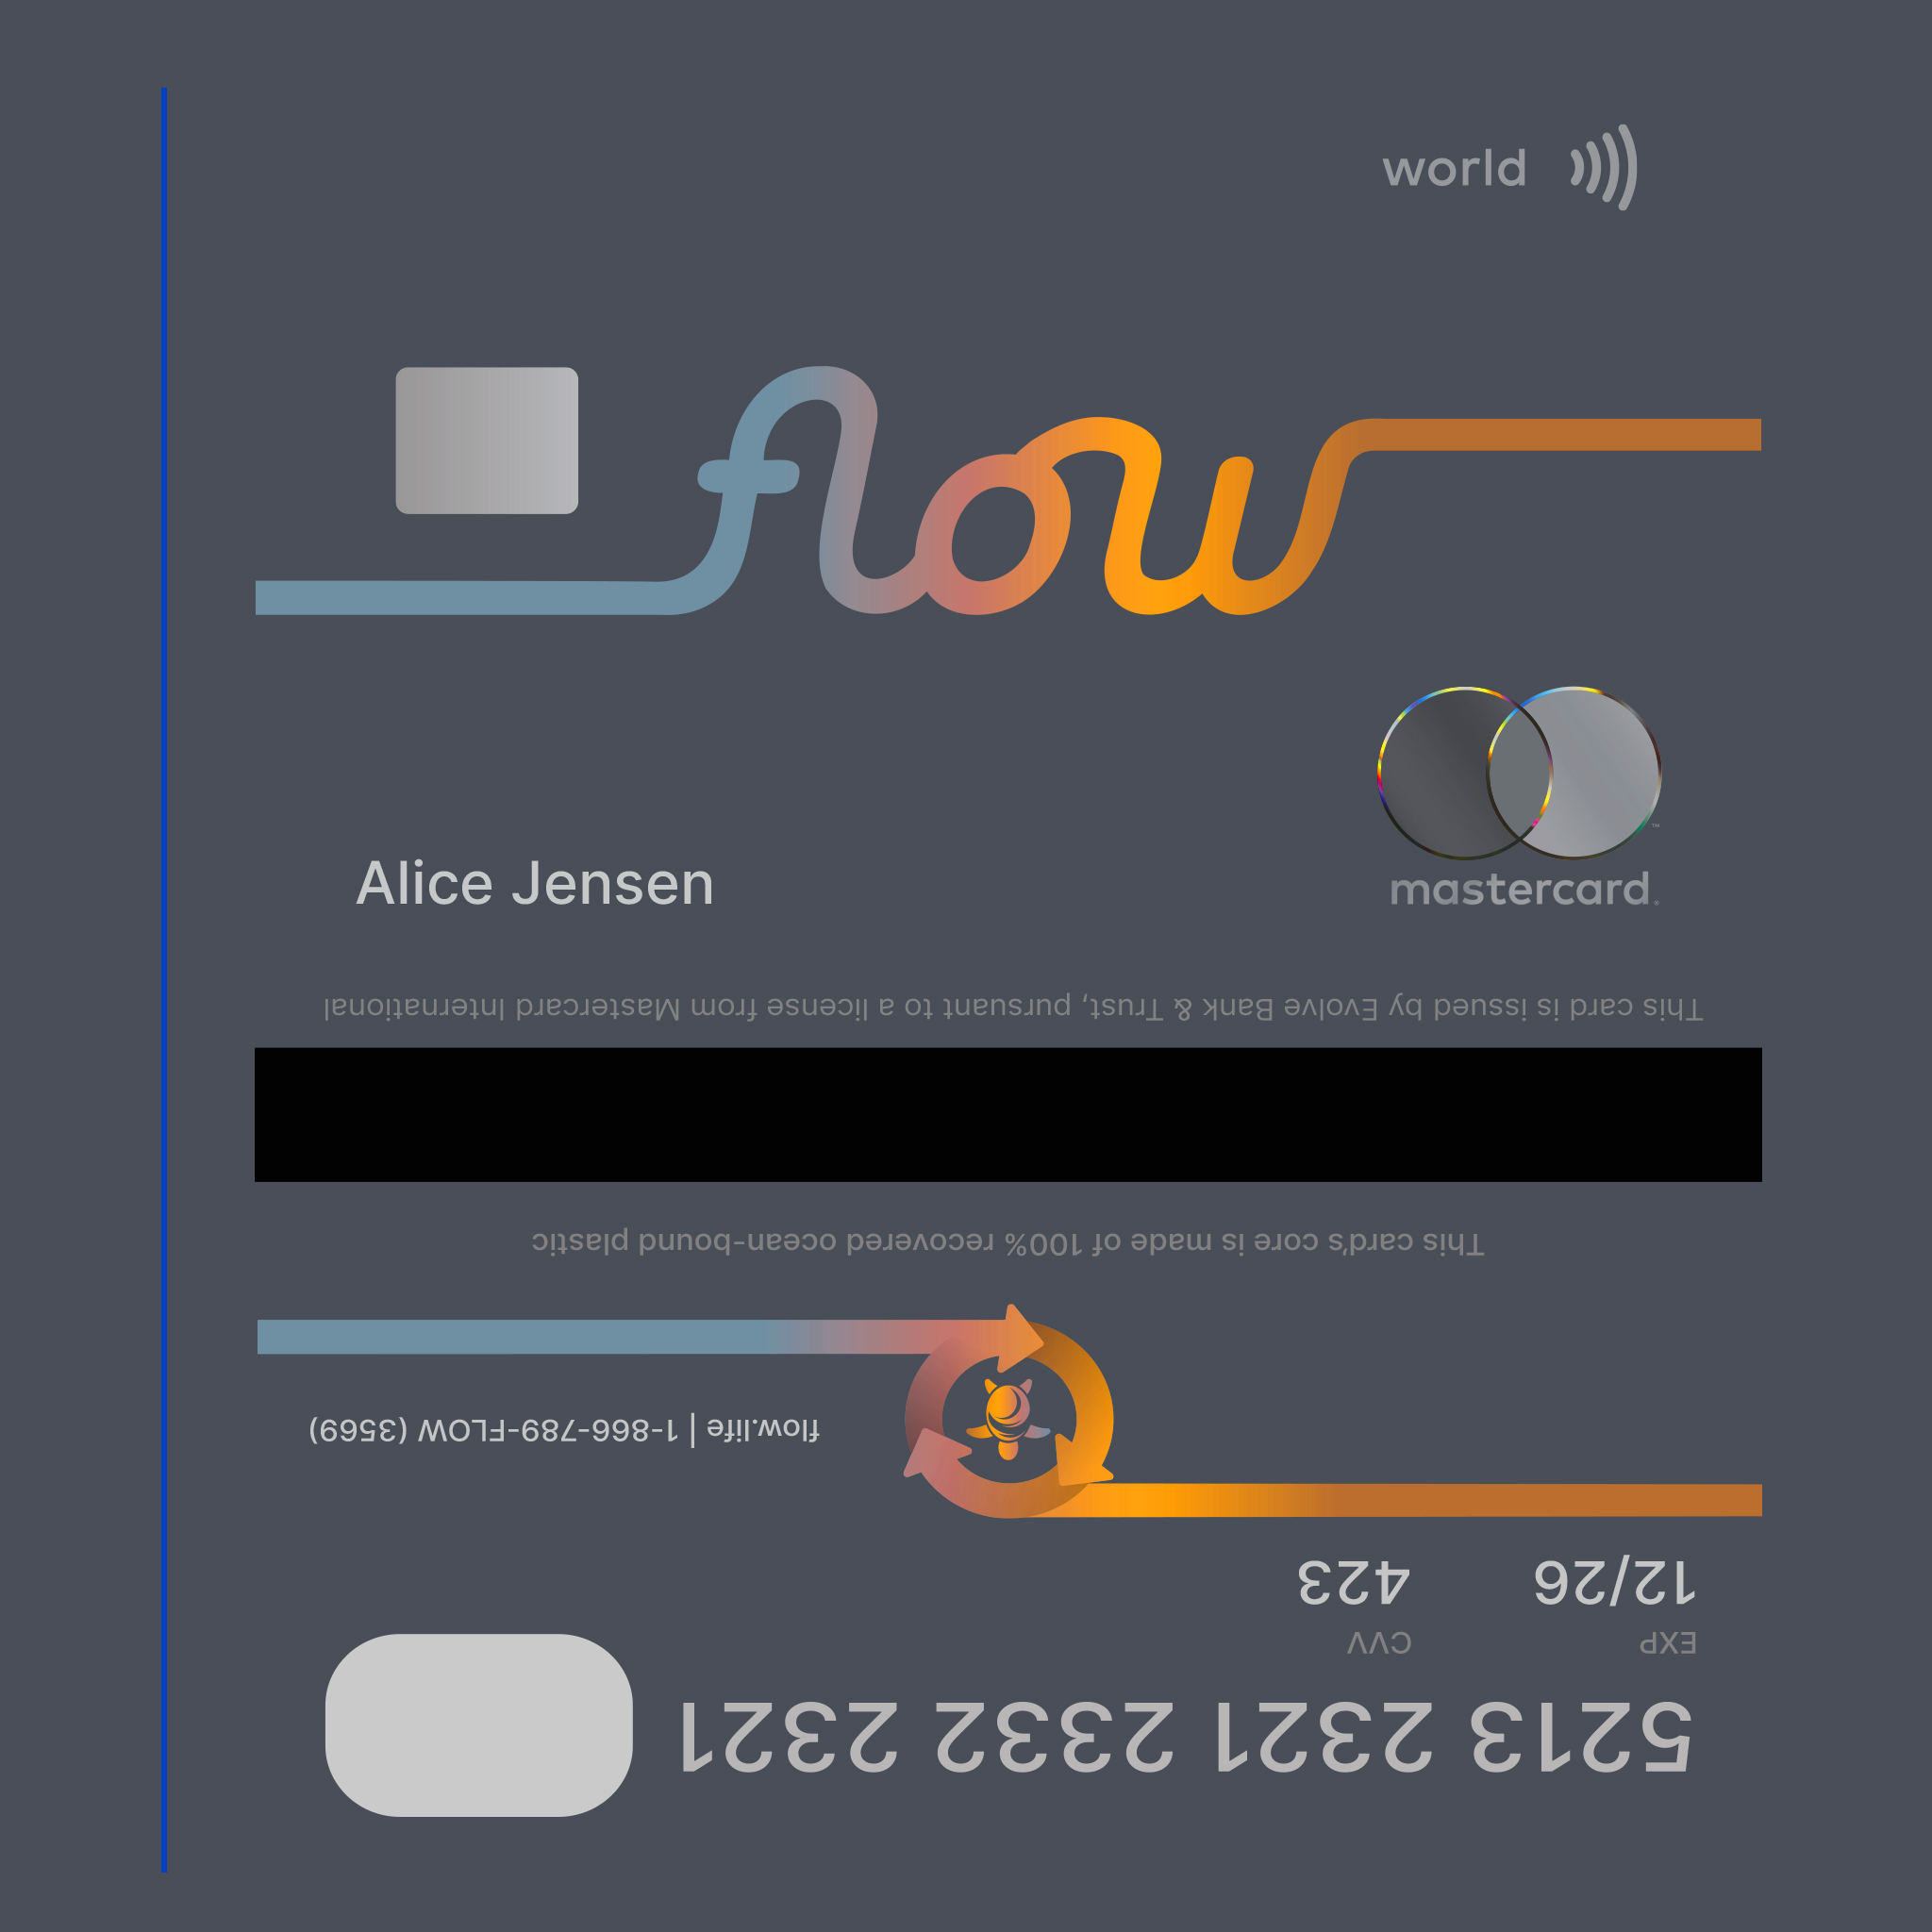 world
flow
mastercard
Alice Jensen
5213 2321 2332 2321
EXP CVV
12/26 423
flow.life | 1-866-789-FLOW (3569)
This card's core is made of 100% recovered ocean-bound plastic
This card is issued by Evolve Bank & Trust, pursuant to a license from Mastercard International